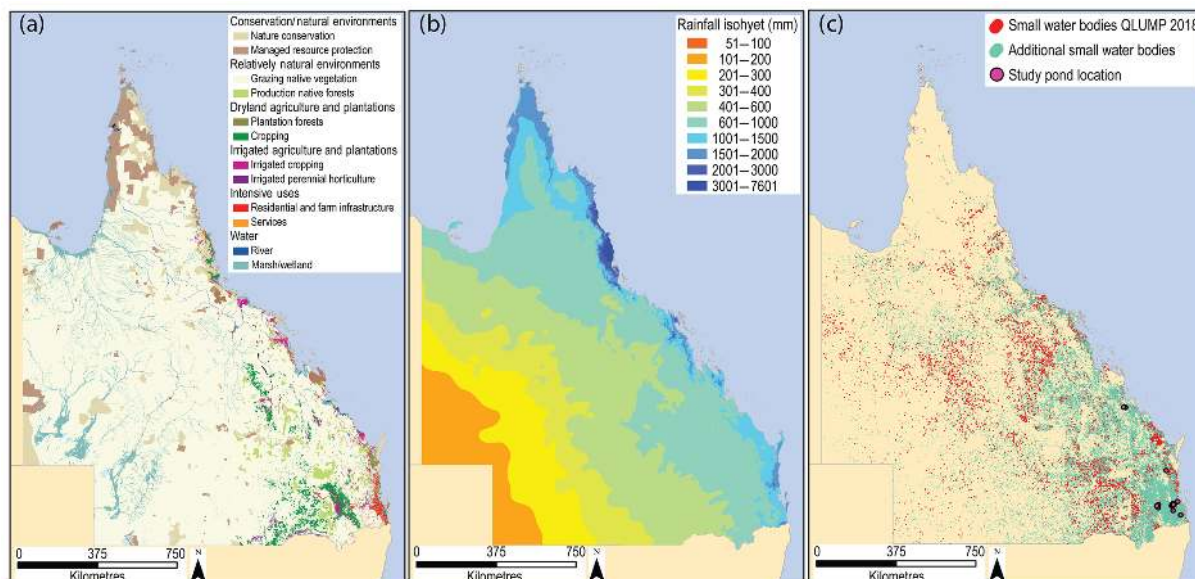 (a)
Conservation/ natural environments
Nature conservation
Managed resource protection
Relatively natural environments
Grazing native vegetation
Production native forests
Dryland agriculture and plantations
Plantation forests
Cropping
Irrigated agriculture and plantations
Irrigated cropping
Irrigated perennial horticulture
Intensive uses
Residential and farm infrastructure
Services
Water
River
Marsh/wetland
0 375 750
Kilometres
N
(b)
Rainfall isohyet (mm)
51—100
101—200
201—300
301—400
401—600
601—1000
1001—1500
1501—2000
2001—3000
3001—7601
0 375 750
Kilometres
N
(c)
Small water bodies QLUMP 2018
Additional small water bodies
Study pond location
0 375 750
Kilometres
N